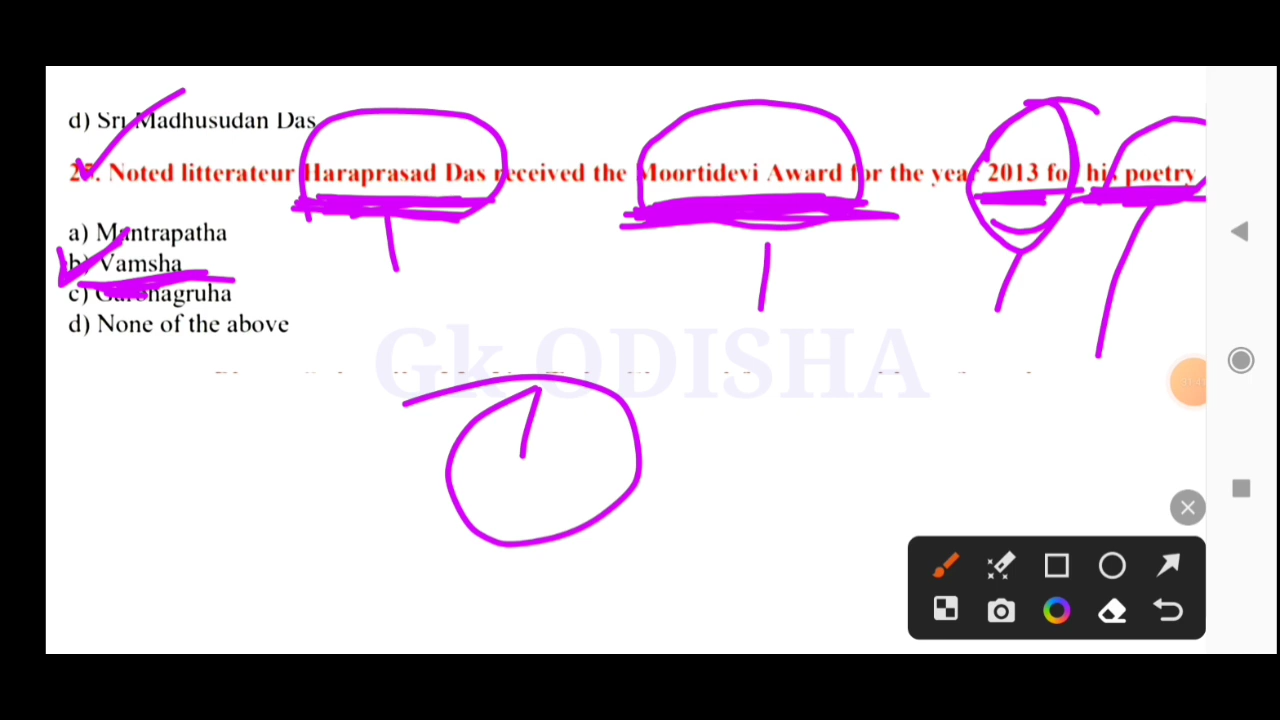 d) Sri Madhusudan Das
25. Noted litterateur Haraprasad Das received the Moortidevi Award for the year 2013 for his poetry
a) Mantrapatha
b) Vamsha
c) Garbhagruha
d) None of the above
Gk ODISHA